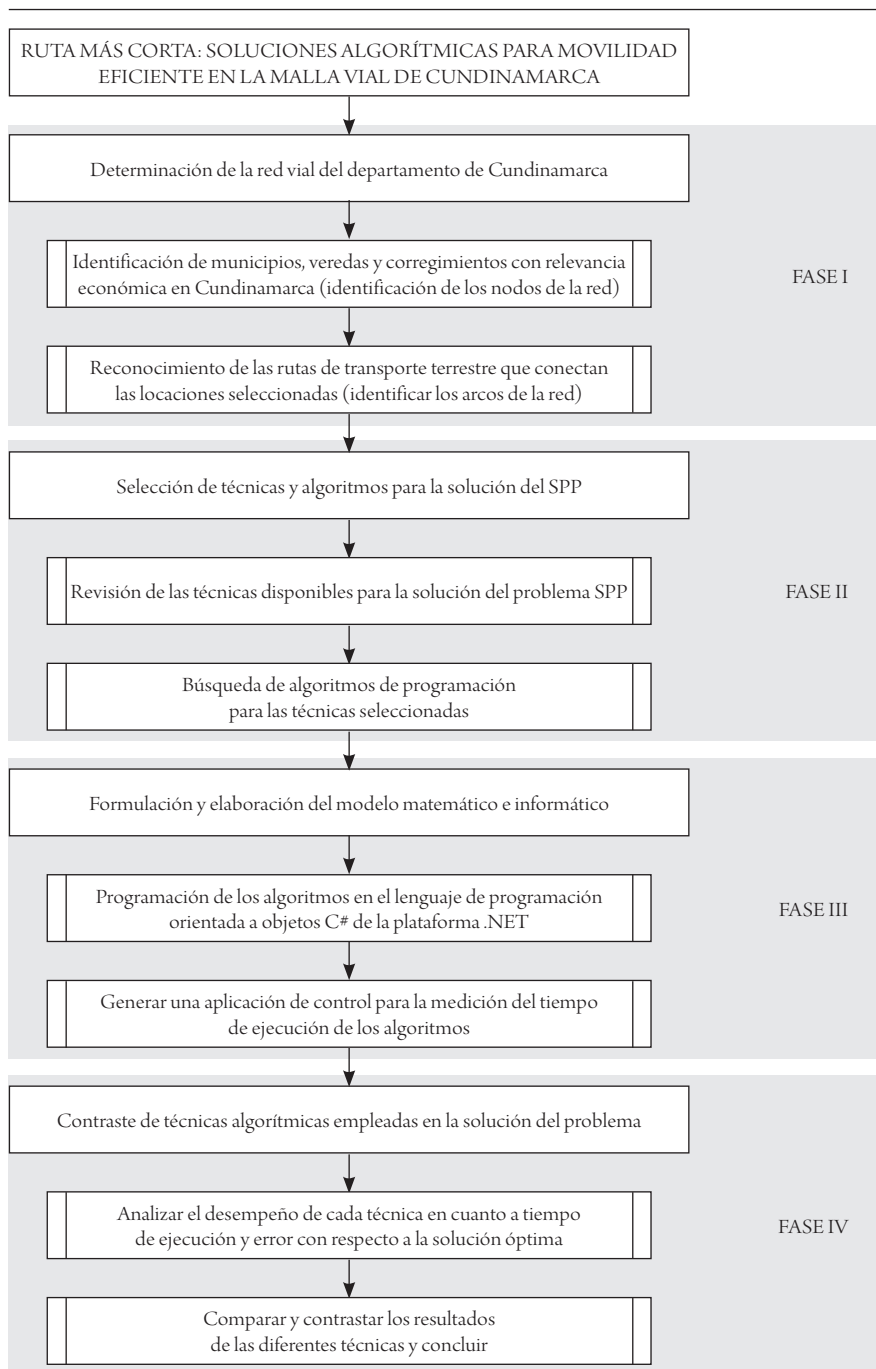 RUTA MÁS CORTA: SOLUCIONES ALGORÍTMICAS PARA MOVILIDAD
EFICIENTE EN LA MALLA VIAL DE CUNDINAMARCA
Determinación de la red vial del departamento de Cundinamarca
Identificación de municipios, veredas y corregimientos con relevancia
económica en Cundinamarca (identificación de los nodos de la red)
FASE I
Reconocimiento de las rutas de transporte terrestre que conectan
las locaciones seleccionadas (identificar los arcos de la red)
Selección de técnicas y algoritmos para la solución del SPP
Revisión de las técnicas disponibles para la solución del problema SPP
FASE II
Búsqueda de algoritmos de programación
para las técnicas seleccionadas
Formulación y elaboración del modelo matemático e informático
Programación de los algoritmos en el lenguaje de programación
orientada a objetos C# de la plataforma .NET
FASE III
Generar una aplicación de control para la medición del tiempo
de ejecución de los algoritmos
Contraste de técnicas algorítmicas empleadas en la solución del problema
Analizar el desempeño de cada técnica en cuanto a tiempo
de ejecución y error con respecto a la solución óptima
FASE IV
Comparar y contrastar los resultados
de las diferentes técnicas y concluir